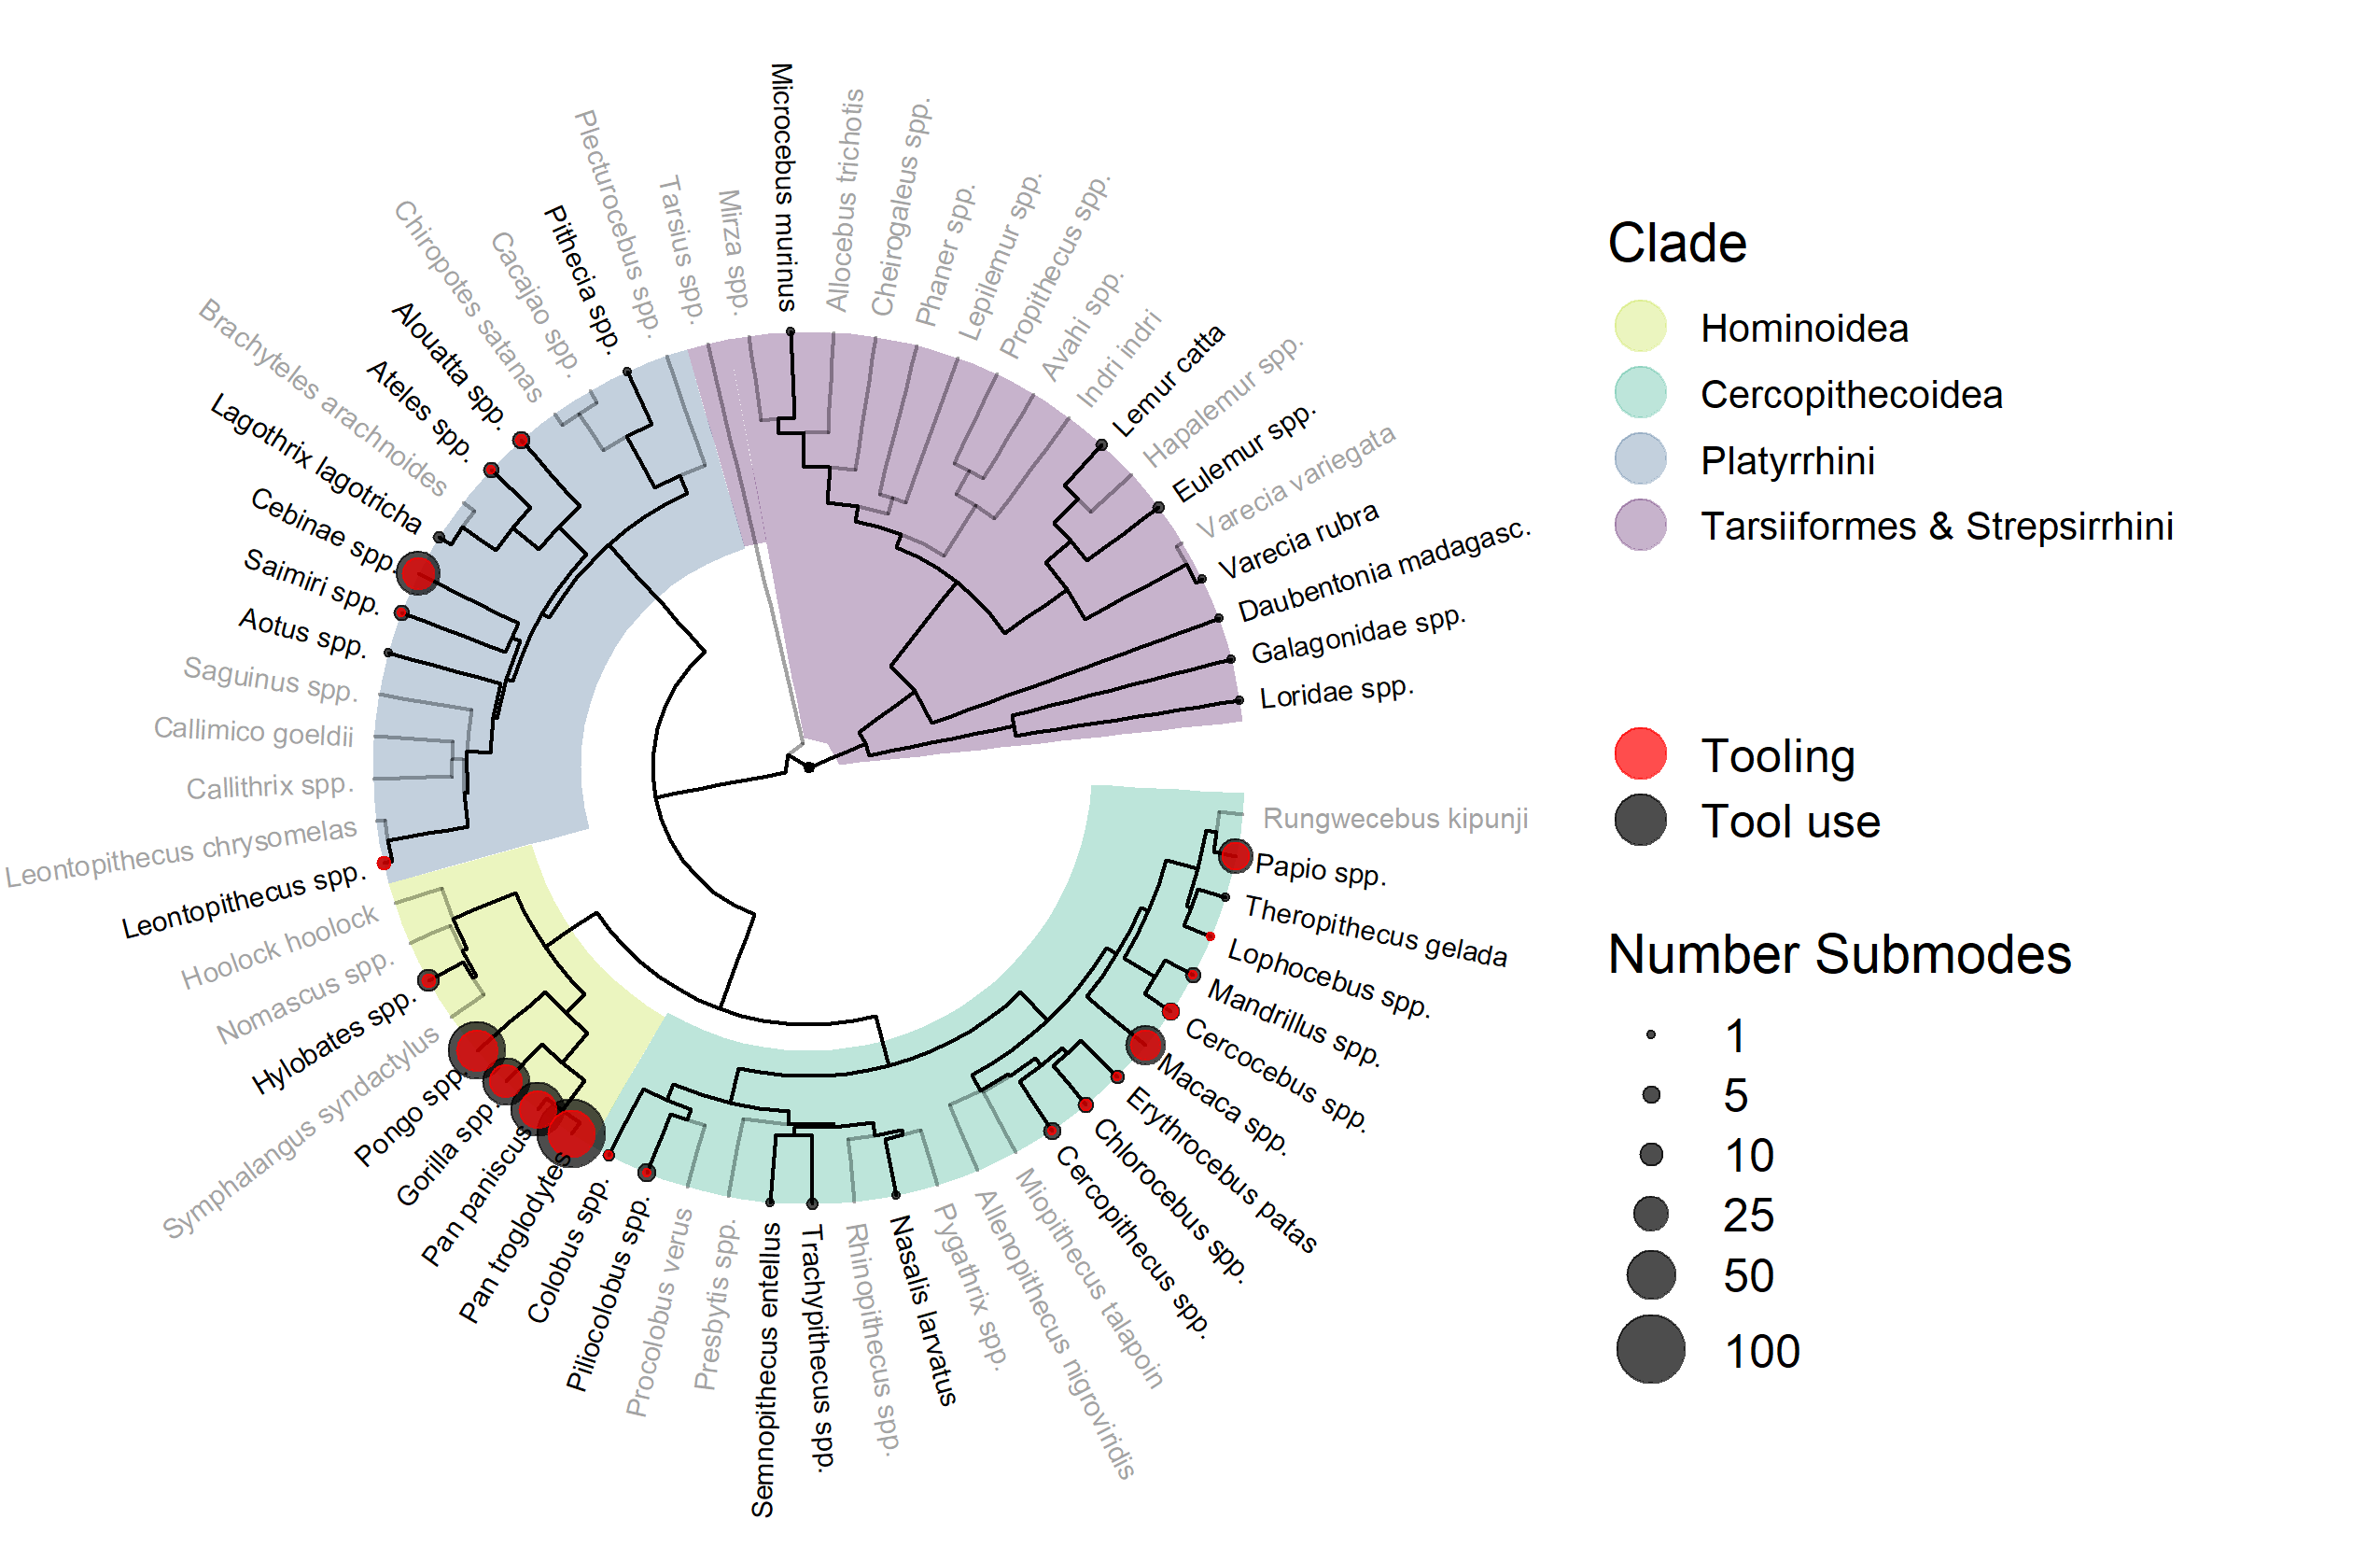 Microcebus murinus
Allocebus trichotis
Cheirogaleus spp.
Phaner spp.
Lepilemur spp.
Propithecus spp.
Avahi spp.
Indri indri
Lemur catta
Hapalemur spp.
Eulemur spp.
Varecia variegata
Varecia rubra
Daubentonia madagasc.
Galagonidae spp.
Loridae spp.
Rungwecebus kipunji
Papio spp.
Theropithecus gelada
Lophocebus spp.
Mandrillus spp.
Cercocebus spp.
Macaca spp.
Erythrocebus patas
Chlorocebus spp.
Cercopithecus spp.
Miopithecus talapoin
Allenopithecus nigroviridis
Pygathrix spp.
Nasalis larvatus
Rhinopithecus spp.
Trachypithecus spp.
Semnopithecus entellus
Presbytis spp.
Procolobus verus
Piliocolobus spp.
Colobus spp.
Pan troglodytes
Pan paniscus
Gorilla spp.
Pongo spp.
Symphalangus syndactylus
Hylobates spp.
Nomascus spp.
Hoolock hoolock
Leontopithecus spp.
Leontopithecus chrysomelas
Callithrix spp.
Callimico goeldii
Saguinus spp.
Aotus spp.
Saimiri spp.
Cebinae spp.
Lagothrix lagotricha
Brachyteles arachnoides
Ateles spp.
Alouatta spp.
Chiropotes satanas
Cacajao spp.
Pithecia spp.
Plecturocebus spp.
Tarsius spp.
Mirza spp.
Clade
Hominoidea
Cercopithecoidea
Platyrrhini
Tarsiiformes & Strepsirrhini
Tooling
Tool use
Number Submodes
1
5
10
25
50
100